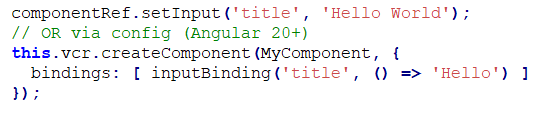 componentRef.setInput('title', 'Hello World');
// OR via config (Angular 20+)
this.vcr.createComponent(MyComponent, {
  bindings: [ inputBinding('title', () => 'Hello') ]
});